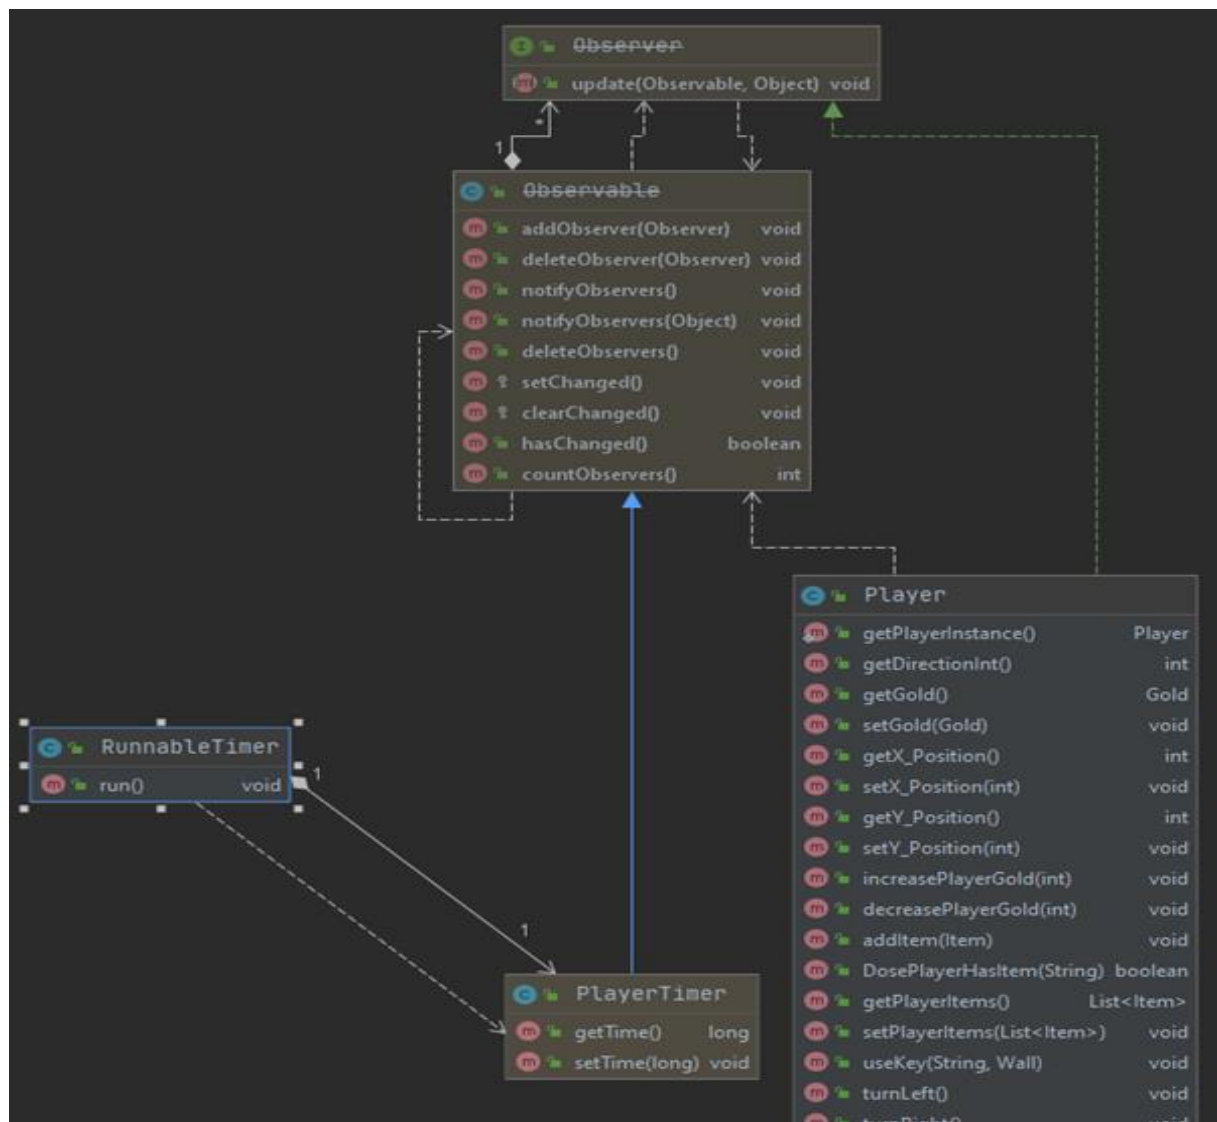 Observer
update(Observable, Object) void
*
1
Observable
addObserver(Observer) void
deleteObserver(Observer) void
notifyObservers() void
notifyObservers(Object) void
deleteObservers() void
setChanged() void
clearChanged() void
hasChanged() boolean
countObservers() int
Player
getPlayerInstance() Player
getDirectionInt() int
getGold() Gold
setGold(Gold) void
getX_Position() int
setX_Position(int) void
getY_Position() int
setY_Position(int) void
increasePlayerGold(int) void
decreasePlayerGold(int) void
addItem(Item) void
DosePlayerHasItem(String) boolean
getPlayerItems() List<Item>
setPlayerItems(List<Item>) void
useKey(String, Wall) void
turnLeft() void
RunnableTimer
run() void
1
1
PlayerTimer
getTime() long
setTime(long) void